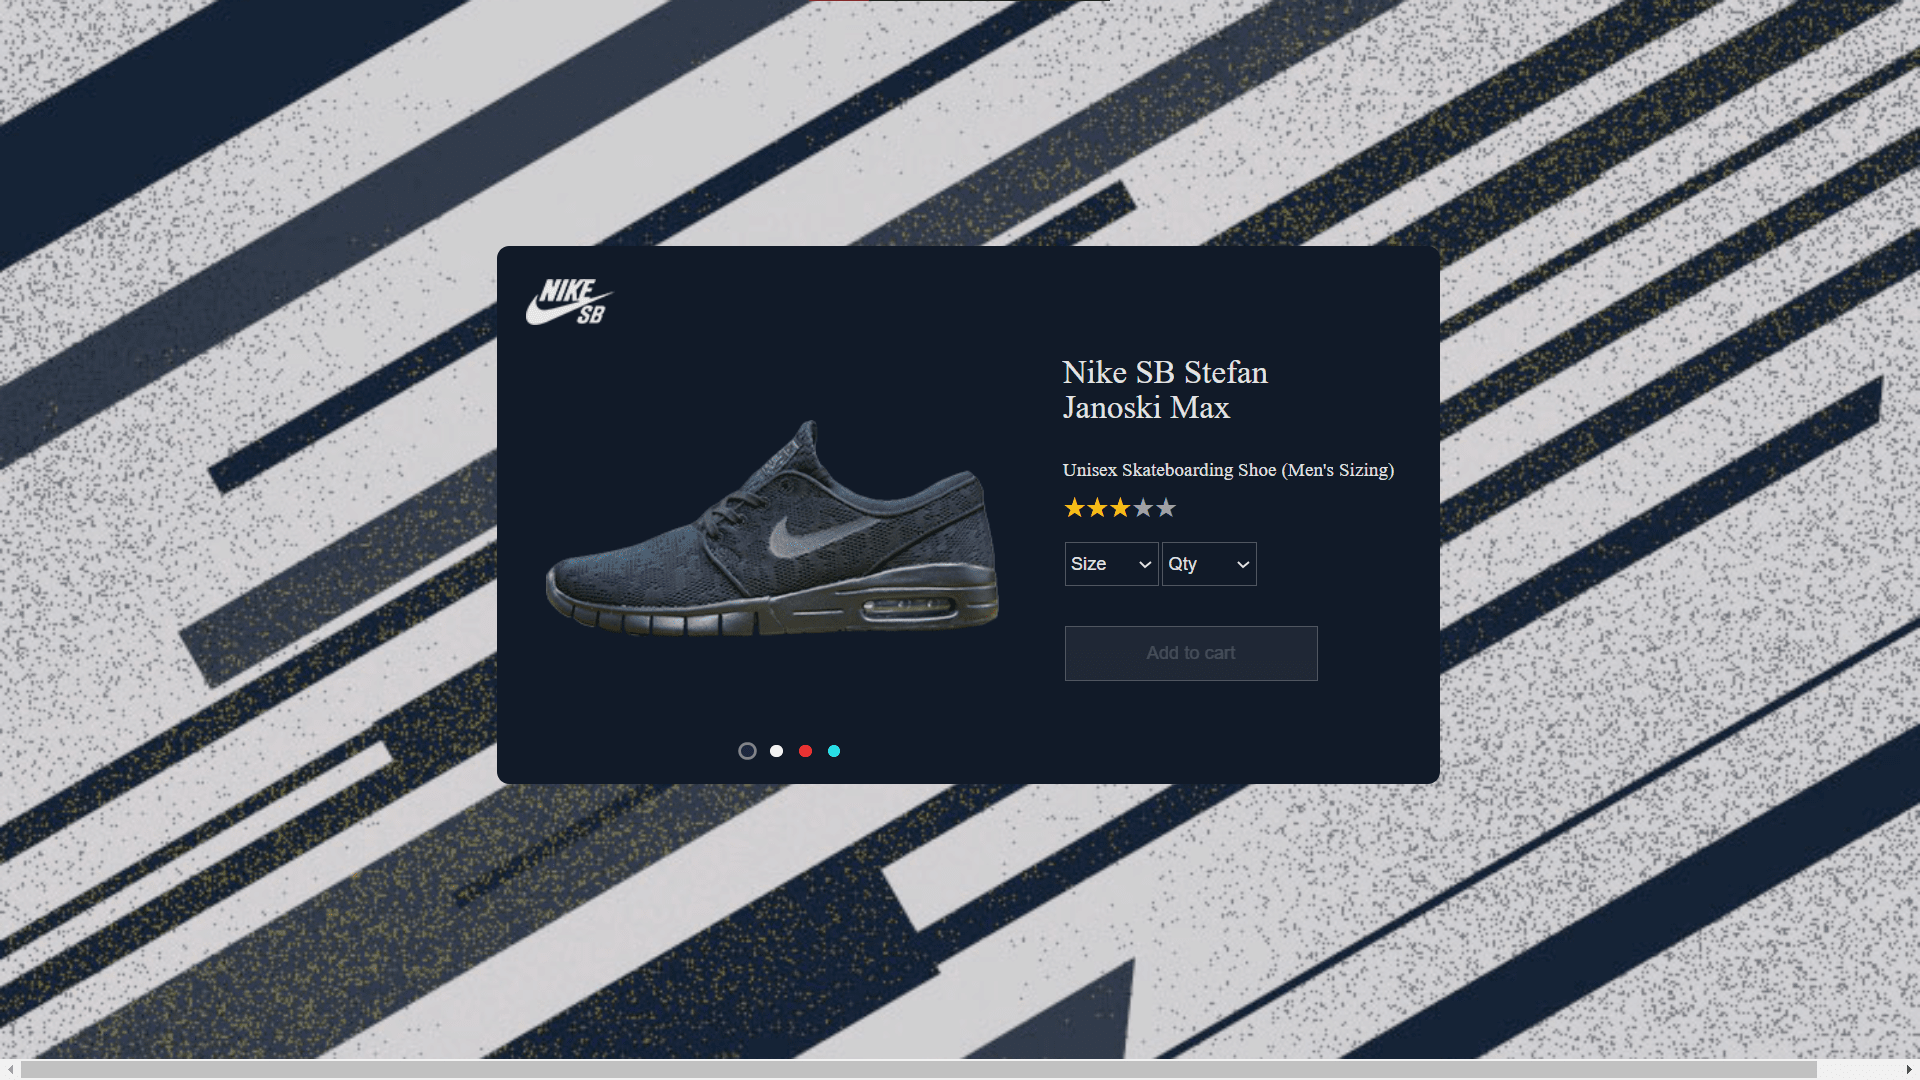 NIKE
SB
Nike SB Stefan
Janoski Max
Unisex Skateboarding Shoe (Men's Sizing)
Size
Qty
Add to cart